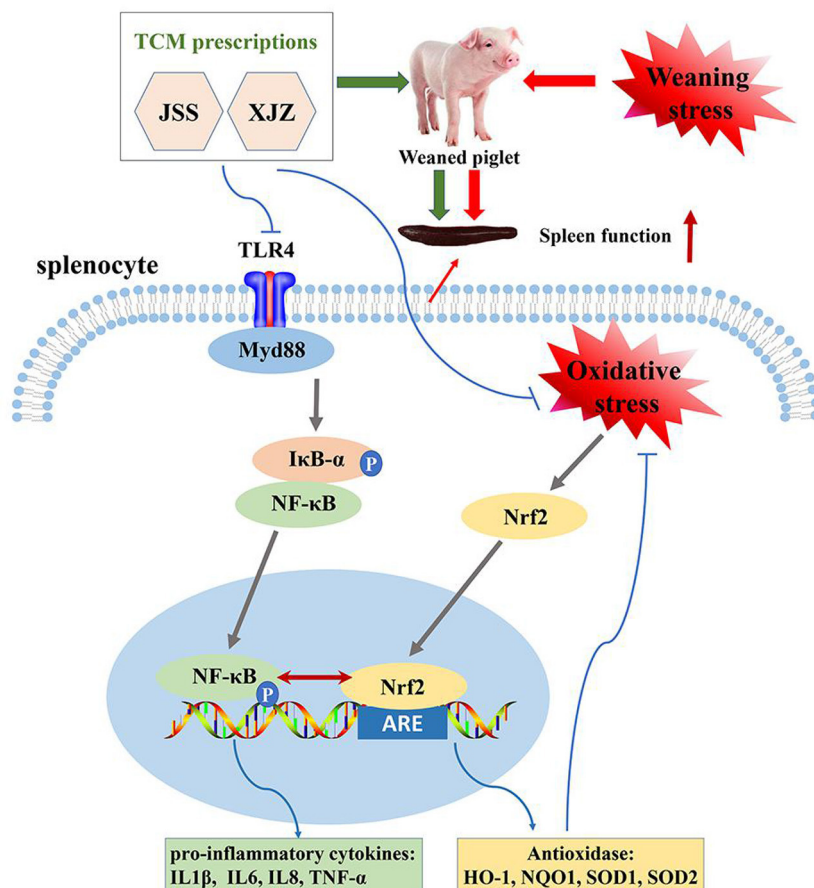 TCM prescriptions
JSS
XJZ
Weaning
stress
Weaned piglet
Spleen function
TLR4
splenocyte
Myd88
Oxidative
stress
IκB-α
P
NF-κB
Nrf2
NF-κB
P
Nrf2
ARE
pro-inflammatory cytokines:
IL1β, IL6, IL8, TNF-α
Antioxidase:
HO-1, NQO1, SOD1, SOD2